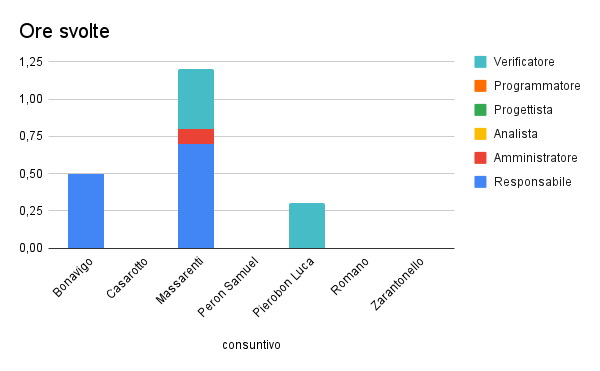 Ore svolte
1,25
1,00
0,75
0,50
0,25
0,00
Bonavigo
Casarotto
Massarenti
Peron Samuel
Pierobon Luca
Romano
Zarantonello
consuntivo
Verificatore
Programmatore
Progettista
Analista
Amministratore
Responsabile